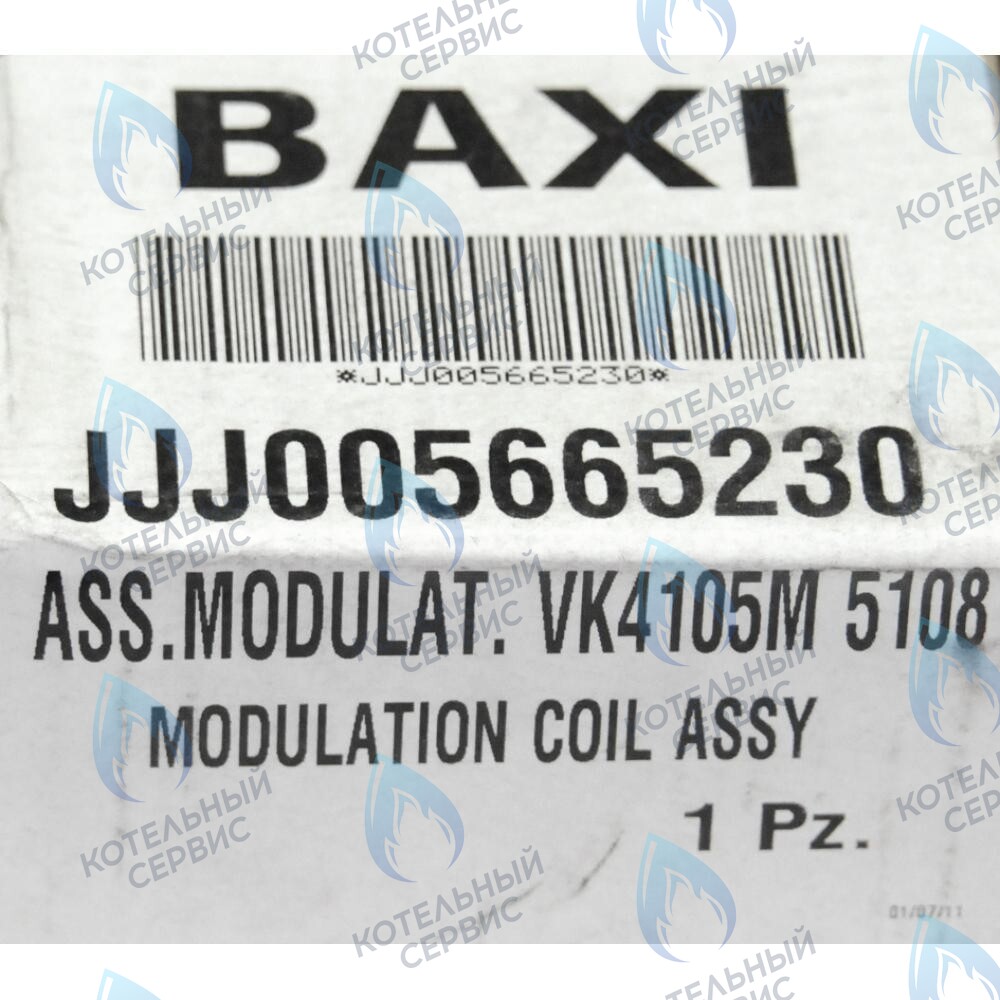 BAXI
*JJJ005665230*
JJJ005665230
ASS.MODULAT. VK4105M 5108
MODULATION COIL ASSY
1 Pz.
01/07/11
КОТЕЛЬНЫЙ
СЕРВИС